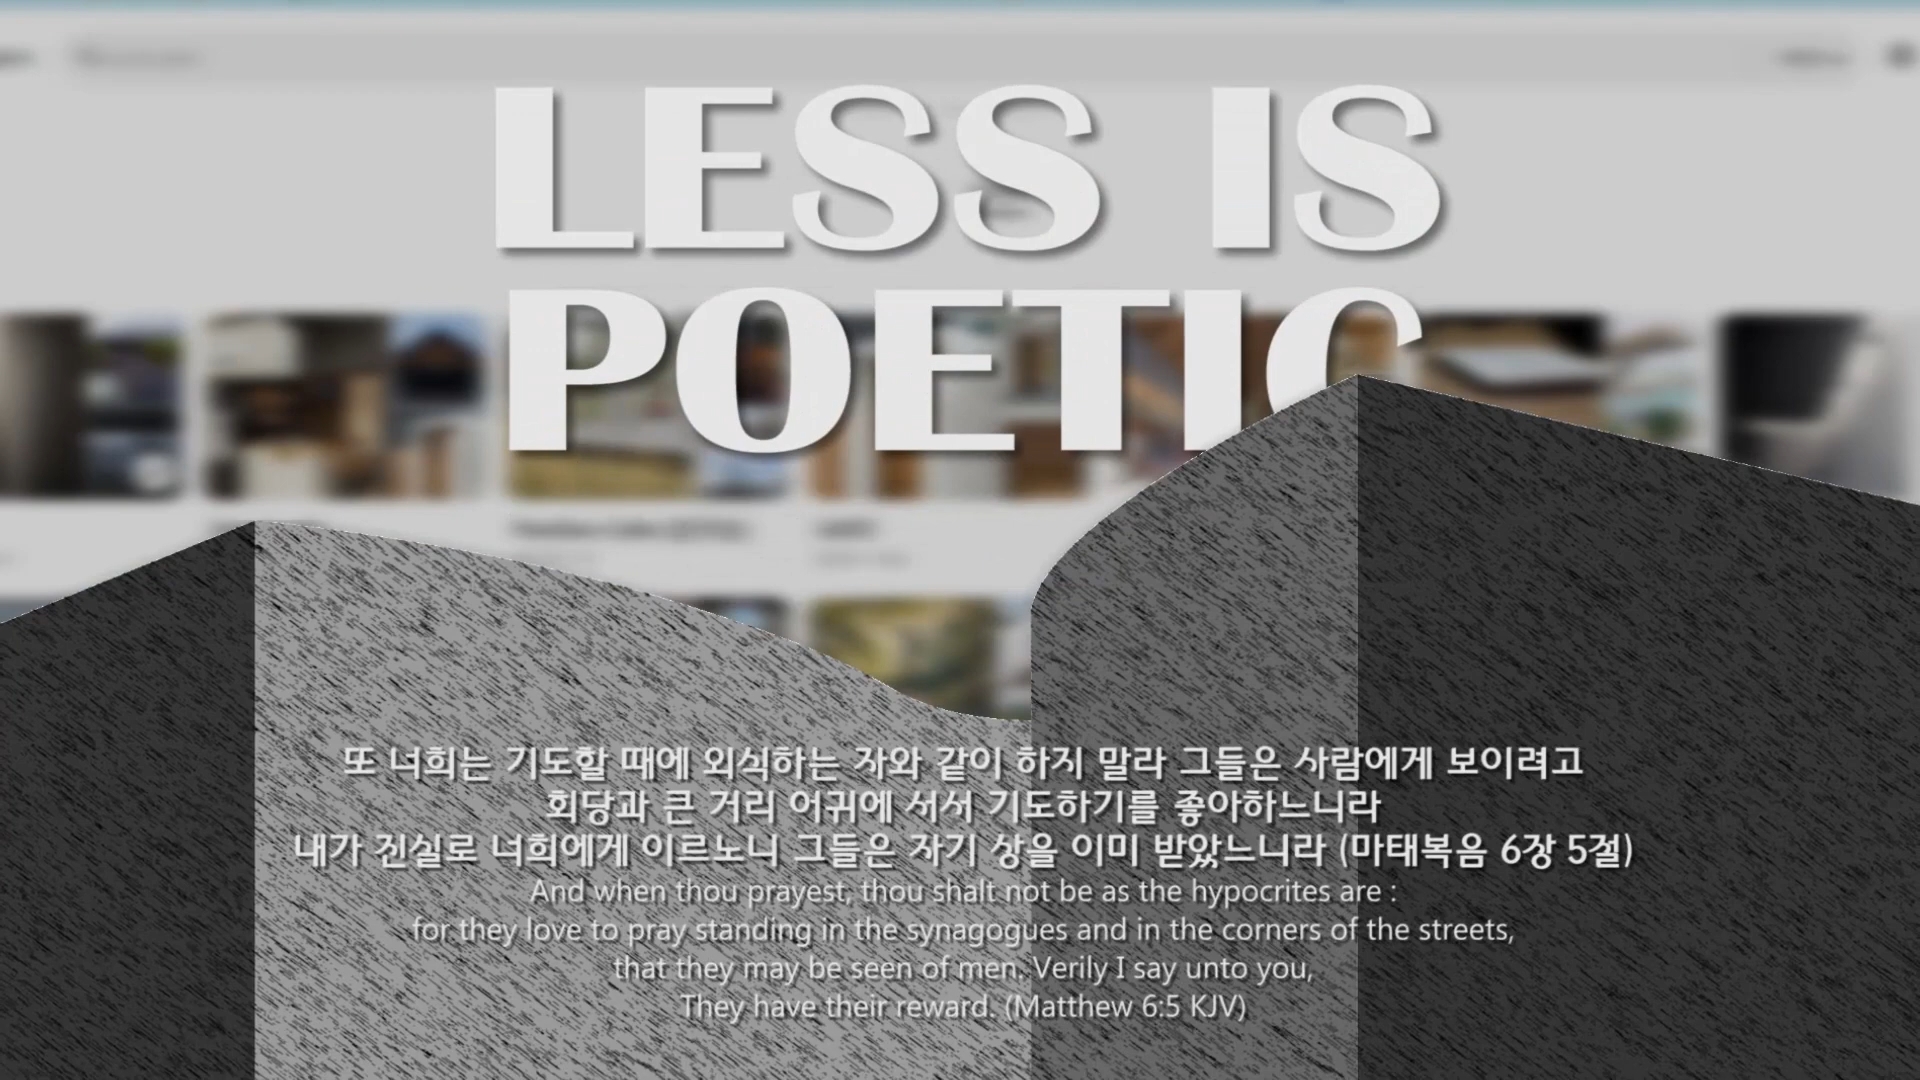 LESS IS
POETIC
또 너희는 기도할 때에 외식하는 자와 같이 하지 말라 그들은 사람에게 보이려고
회당과 큰 거리 어귀에 서서 기도하기를 좋아하느니라
내가 진실로 너희에게 이르노니 그들은 자기 상을 이미 받았느니라 (마태복음 6장 5절)
And when thou prayest, thou shalt not be as the hypocrites are :
for they love to pray standing in the synagogues and in the corners of the streets,
that they may be seen of men. Verily I say unto you,
They have their reward. (Matthew 6:5 KJV)